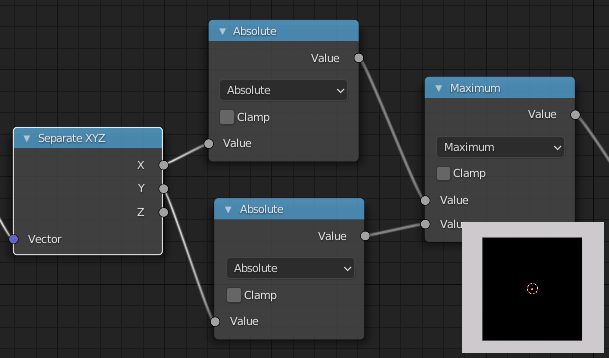 Separate XYZ
X
Y
Z
Vector
Absolute
Value
Absolute
Clamp
Value
Absolute
Value
Absolute
Clamp
Value
Maximum
Value
Maximum
Clamp
Value
Valu